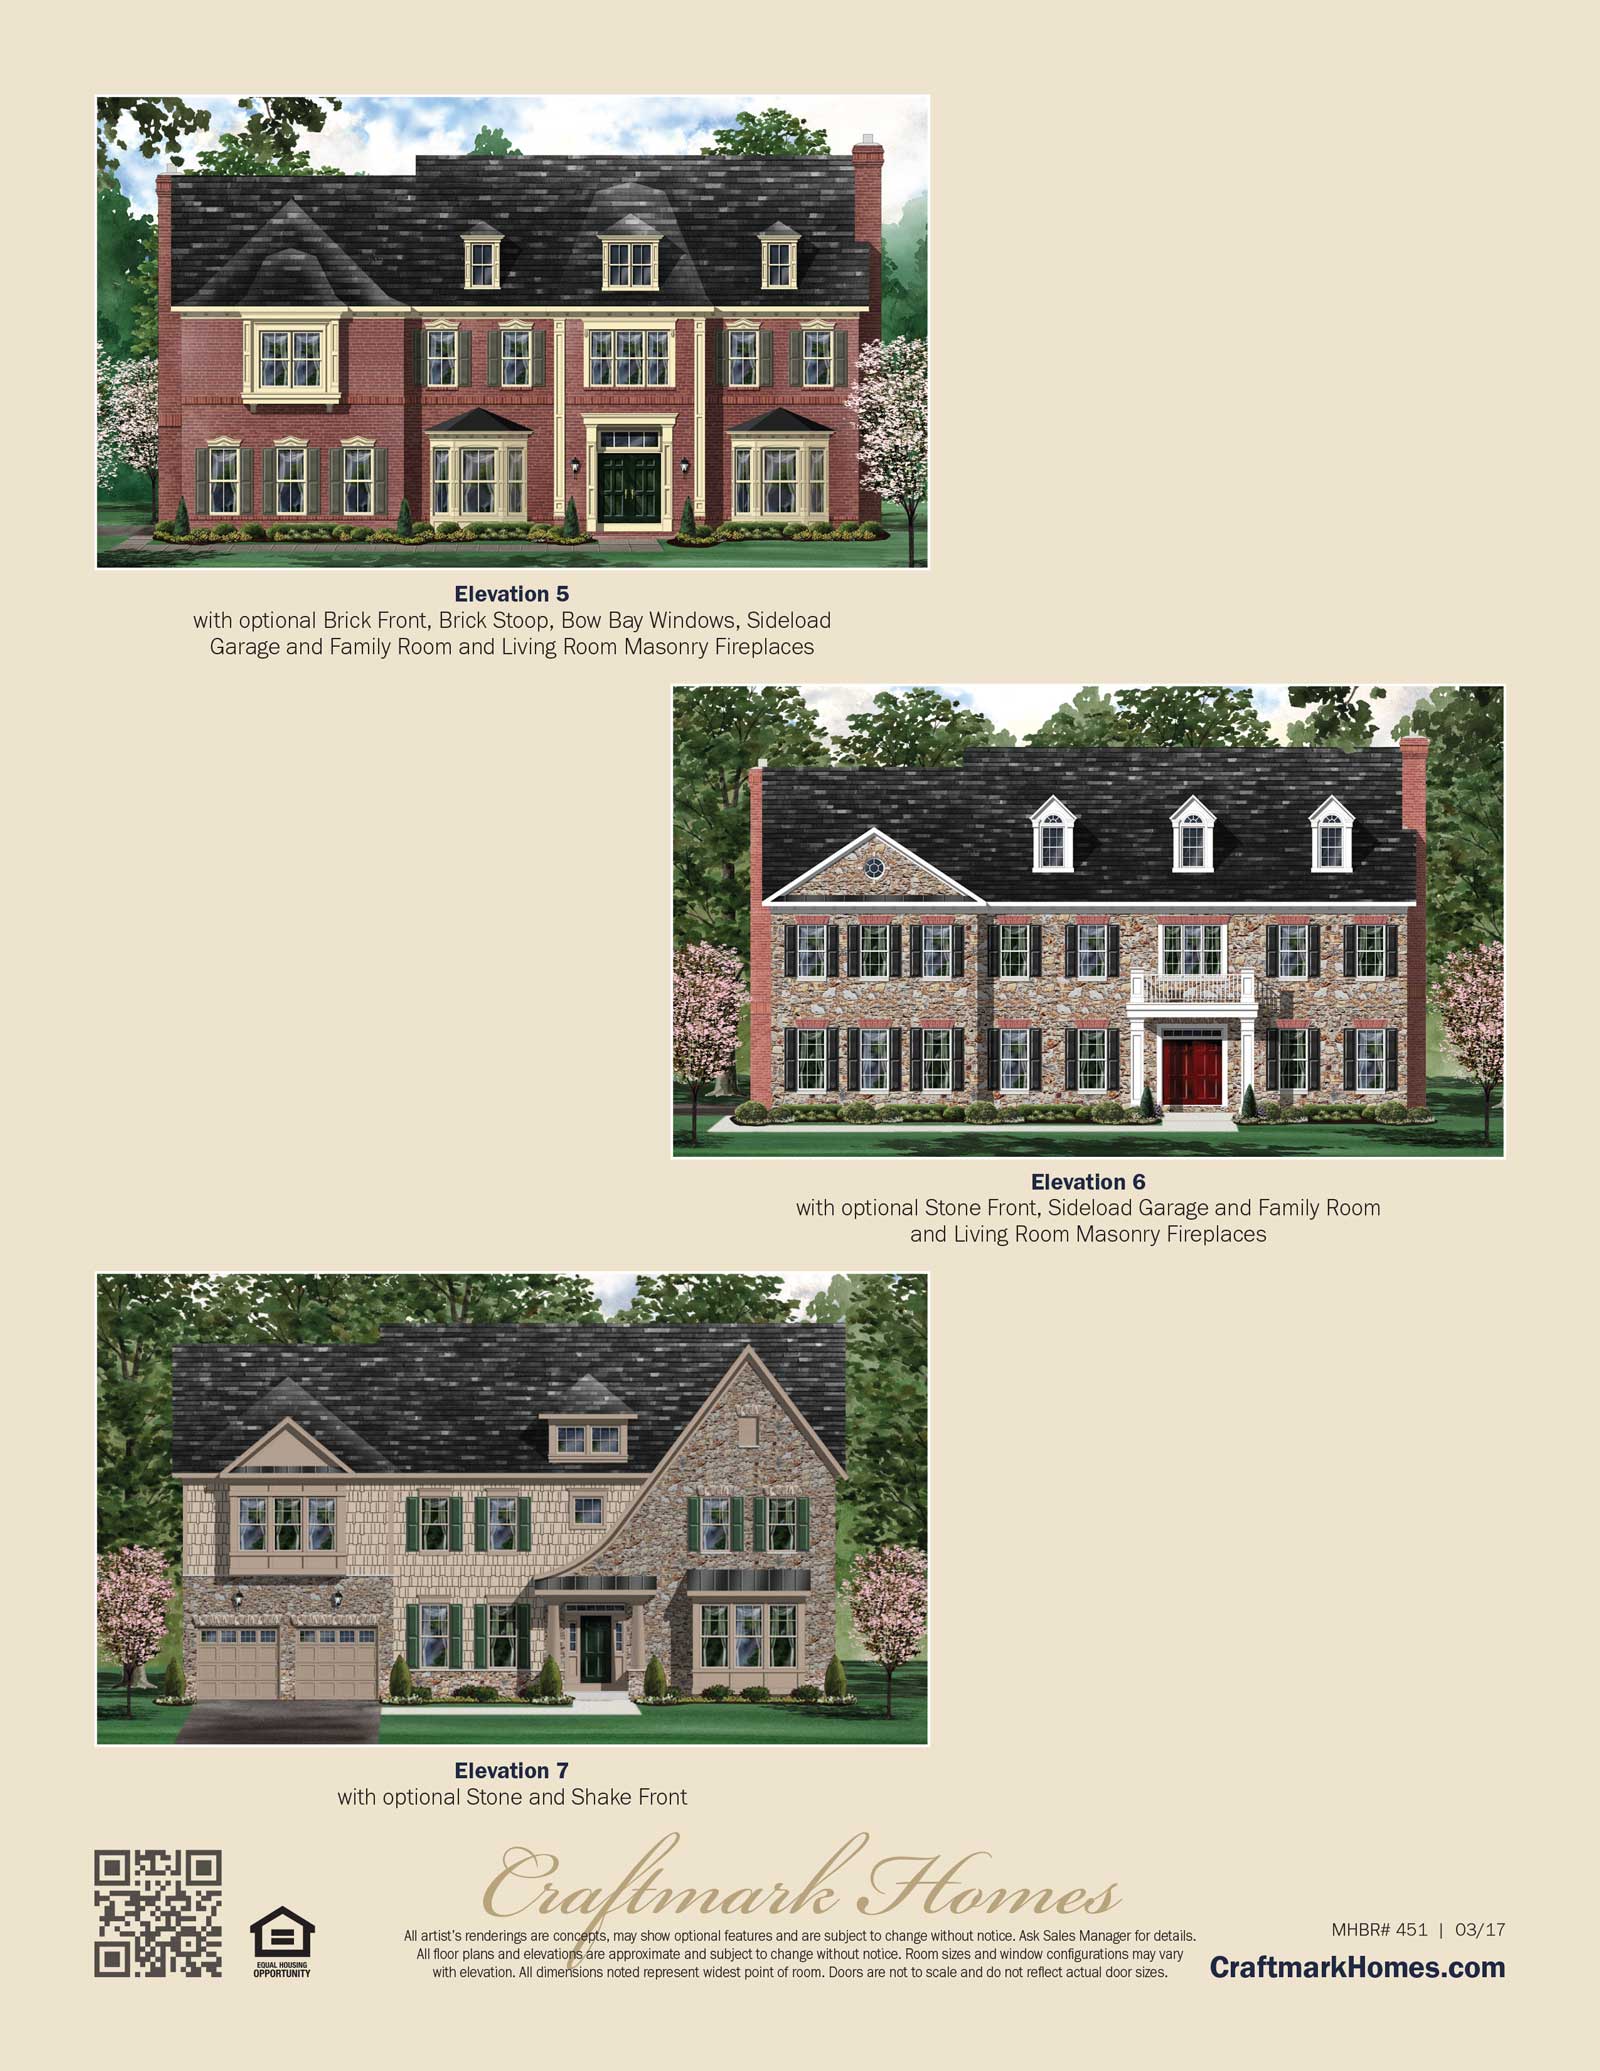 Elevation 5
with optional Brick Front, Brick Stoop, Bow Bay Windows, Sideload
Garage and Family Room and Living Room Masonry Fireplaces
Elevation 6
with optional Stone Front, Sideload Garage and Family Room
and Living Room Masonry Fireplaces
Elevation 7
with optional Stone and Shake Front
Craftmark Homes
EQUAL HOUSING
OPPORTUNITY
All artist's renderings are concepts, may show optional features and are subject to change without notice. Ask Sales Manager for details.
All floor plans and elevations are approximate and subject to change without notice. Room sizes and window configurations may vary
with elevation. All dimensions noted represent widest point of room. Doors are not to scale and do not reflect actual door sizes.
MHBR# 451 | 03/17
CraftmarkHomes.com